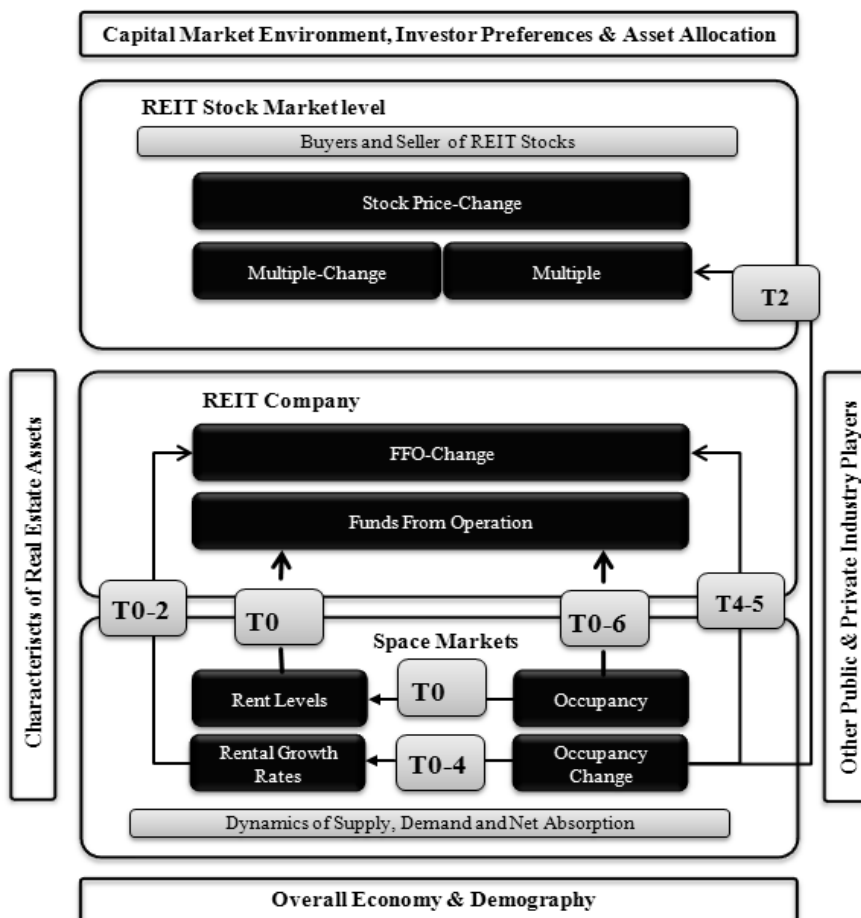 Capital Market Environment, Investor Preferences & Asset Allocation
REIT Stock Market level
Buyers and Seller of REIT Stocks
Stock Price-Change
Multiple-Change
Multiple
T2
Characteriscts of Real Estate Assets
Other Public & Private Industry Players
REIT Company
FFO-Change
Funds From Operation
T0-2
T0
T0-6
T4-5
Space Markets
Rent Levels
T0
Occupancy
Rental Growth
Rates
T0-4
Occupancy
Change
Dynamics of Supply, Demand and Net Absorption
Overall Economy & Demography